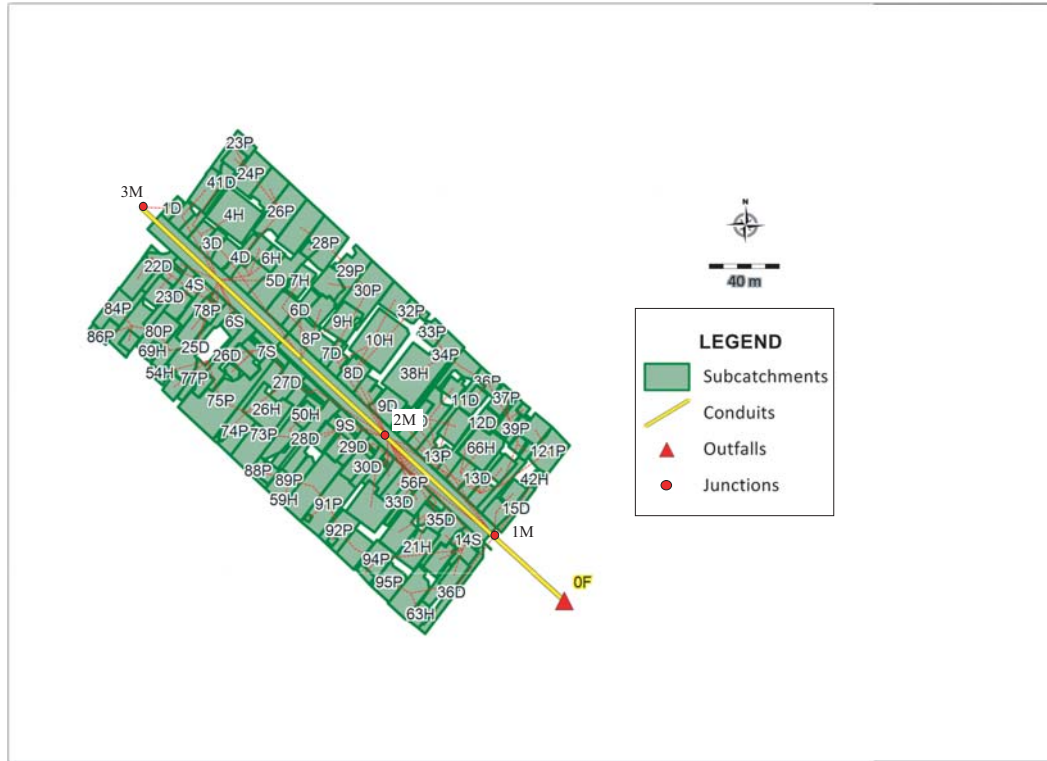 23P
24P
41D
3M
1D
4H
26P
N
3D
28P
4D
6H
22D
29P
5D
7H
40 m
4S
30P
23D
84P
78P
6D
32P
6S
9H
80P
33P
86P
8P
10H
LEGEND
69H
25D
7S
7D
34P
26D
54H
8D
38H
Subcatchments
77P
27D
36P
75P
11D
37P
9D
26H
50H
Conduits
2M
12D
39P
74P
73P
9S
28D
29D
66H
121P
Outfalls
13P
88P
30D
89P
56P
13D
42H
Junctions
59H
91P
33D
15D
35D
92P
1M
14S
21H
94P
95P
0F
36D
63H